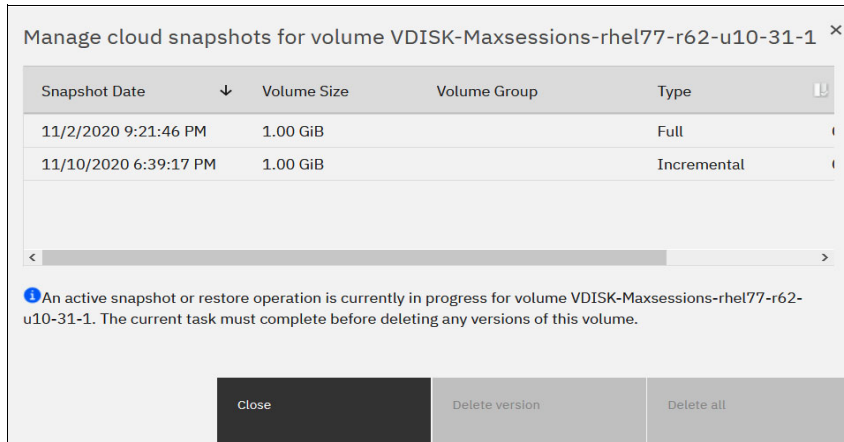 Manage cloud snapshots for volume VDISK-Maxsessions-rhel77-r62-u10-31-1 ×
Snapshot Date ↓ Volume Size Volume Group Type
11/2/2020 9:21:46 PM 1.00 GiB Full
11/10/2020 6:39:17 PM 1.00 GiB Incremental
An active snapshot or restore operation is currently in progress for volume VDISK-Maxsessions-rhel77-r62-
u10-31-1. The current task must complete before deleting any versions of this volume.
Close Delete version Delete all